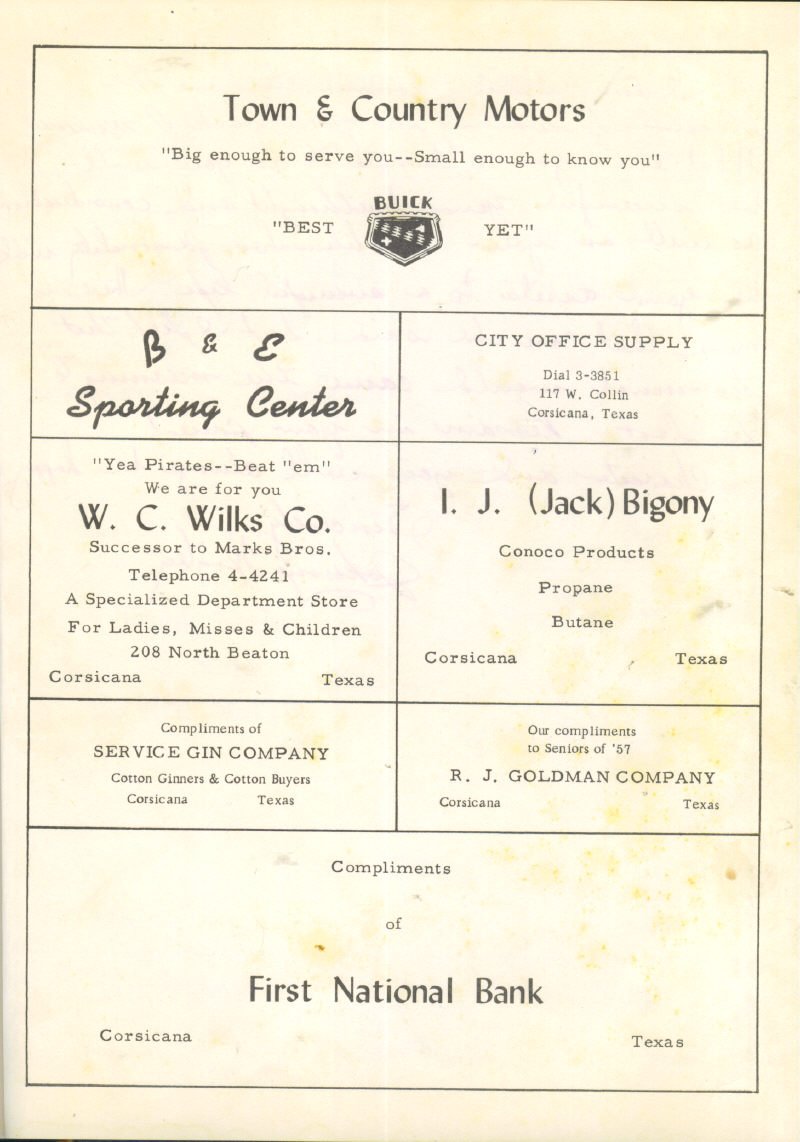 Town & Country Motors
"Big enough to serve you--Small enough to know you"
BUICK
"BEST YET"
B & E
Sporting Center
CITY OFFICE SUPPLY
Dial 3-3851
117 W. Collin
Corsicana, Texas
"Yea Pirates--Beat "em"
We are for you
W. C. Wilks Co.
Successor to Marks Bros.
Telephone 4-4241
A Specialized Department Store
For Ladies, Misses & Children
208 North Beaton
Corsicana Texas
I. J. (Jack) Bigony
Conoco Products
Propane
Butane
Corsicana Texas
Compliments of
SERVICE GIN COMPANY
Cotton Ginners & Cotton Buyers
Corsicana Texas
Our compliments
to Seniors of '57
R. J. GOLDMAN COMPANY
Corsicana Texas
Compliments
of
First National Bank
Corsicana Texas